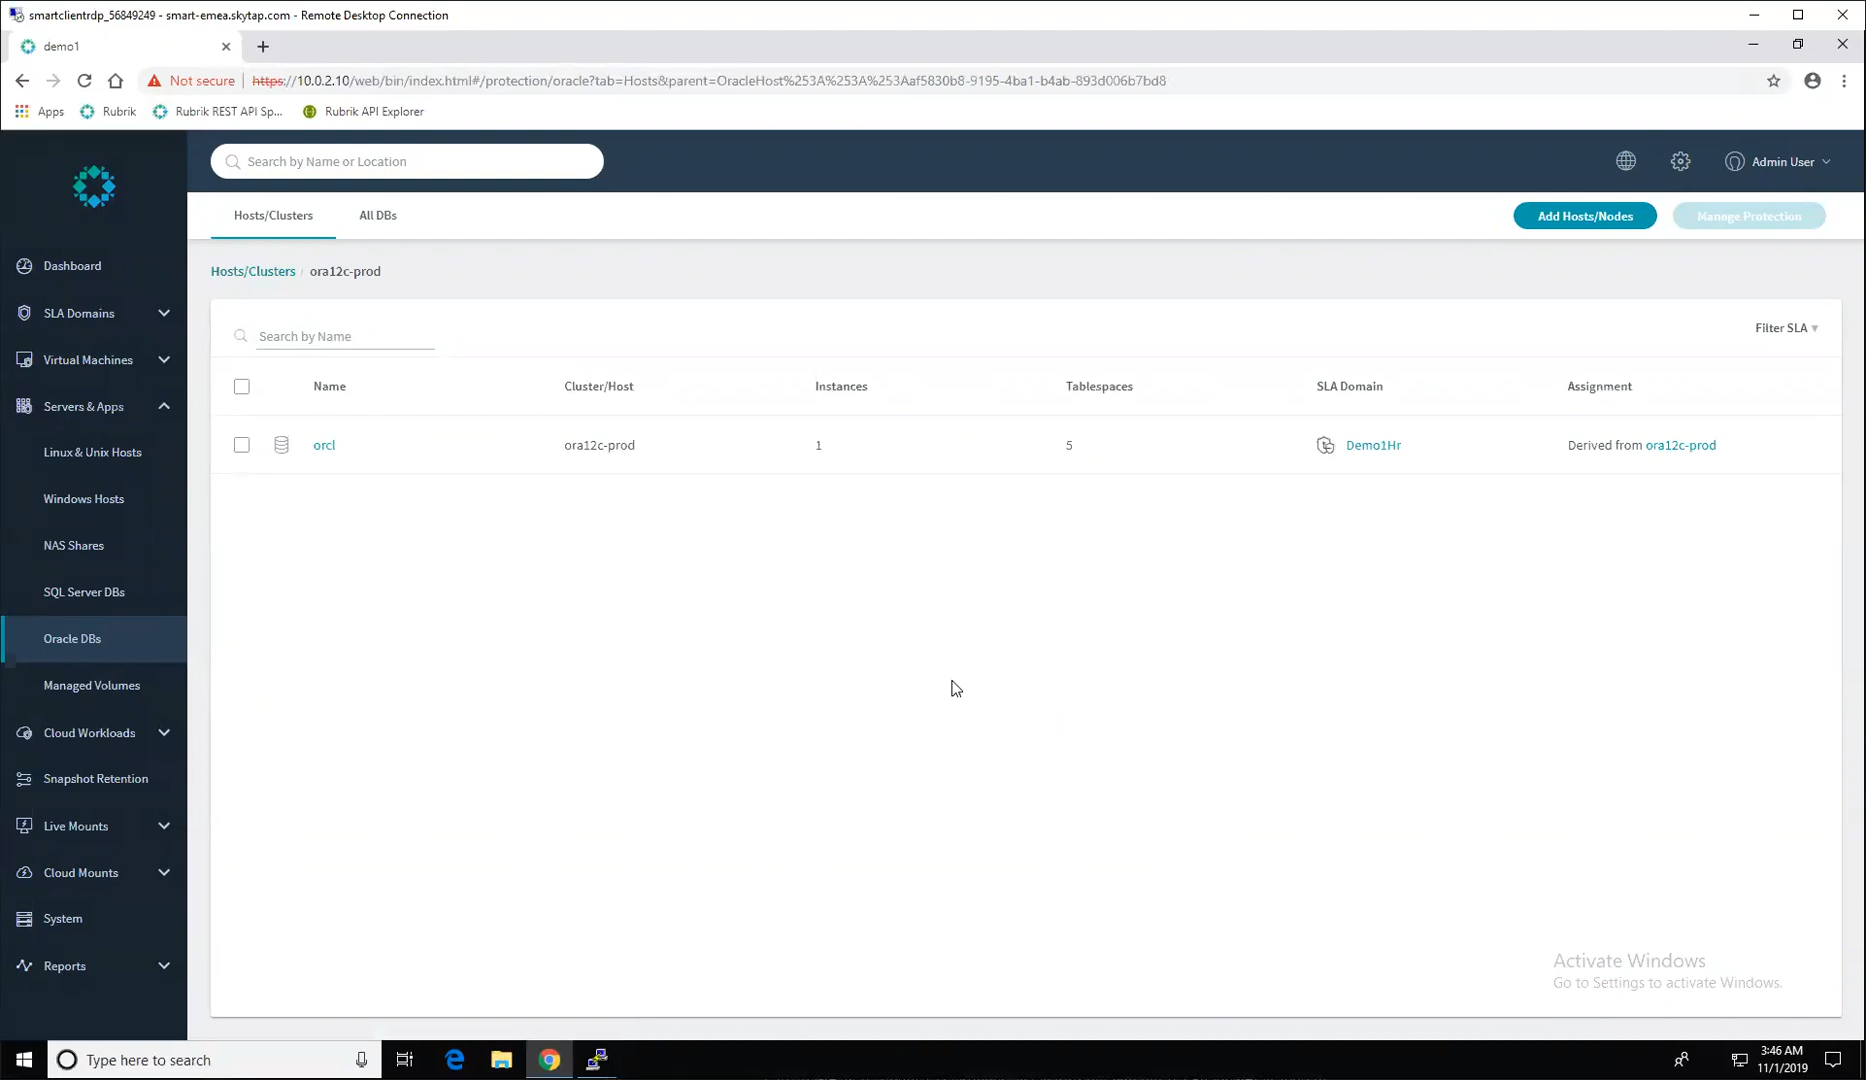 smartclientrdp_56849249 - smart-emea.skytap.com - Remote Desktop Connection
demo1
Not secure
https://10.0.2.10/web/bin/index.html#/protection/oracle?tab=Hosts&parent=OracleHost%253A%253A%253Aaf5830b8-9195-4ba1-b4ab-893d006b7bd8
Apps
Rubrik
Rubrik REST API Sp...
Rubrik API Explorer
Search by Name or Location
Admin User
Hosts/Clusters
All DBs
Add Hosts/Nodes
Manage Protection
Dashboard
SLA Domains
Virtual Machines
Servers & Apps
Linux & Unix Hosts
Windows Hosts
NAS Shares
SQL Server DBs
Oracle DBs
Managed Volumes
Cloud Workloads
Snapshot Retention
Live Mounts
Cloud Mounts
System
Reports
Hosts/Clusters / ora12c-prod
Search by Name
Filter SLA
Name Cluster/Host Instances Tablespaces SLA Domain Assignment
orcl ora12c-prod 1 5 Demo1Hr Derived from ora12c-prod
Activate Windows
Go to Settings to activate Windows.
Type here to search
3:46 AM
11/1/2019